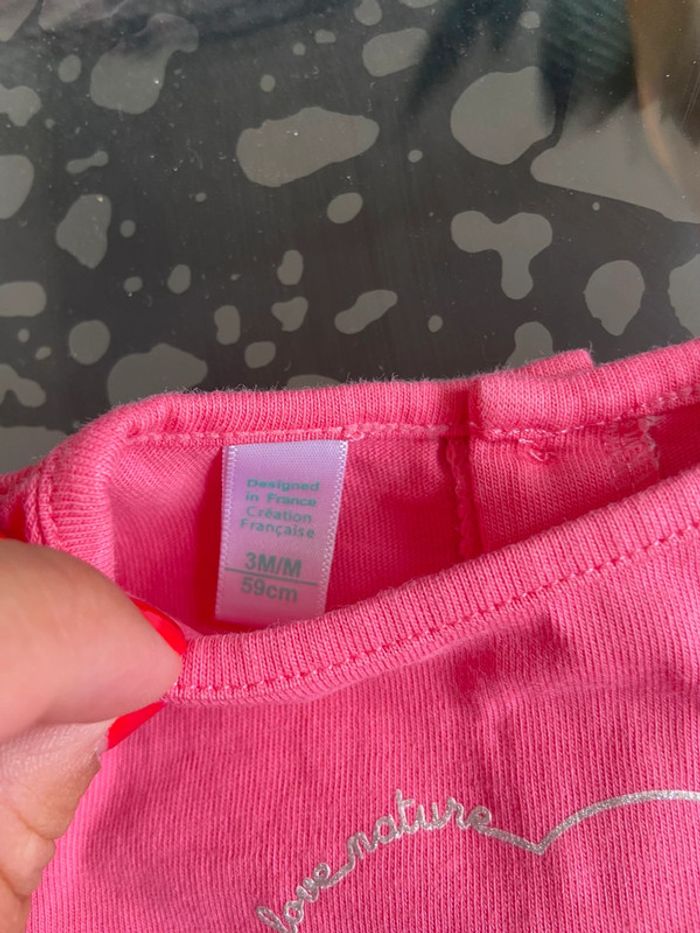 Designed
in France
Création
Française
3M/M
59cm
love nature